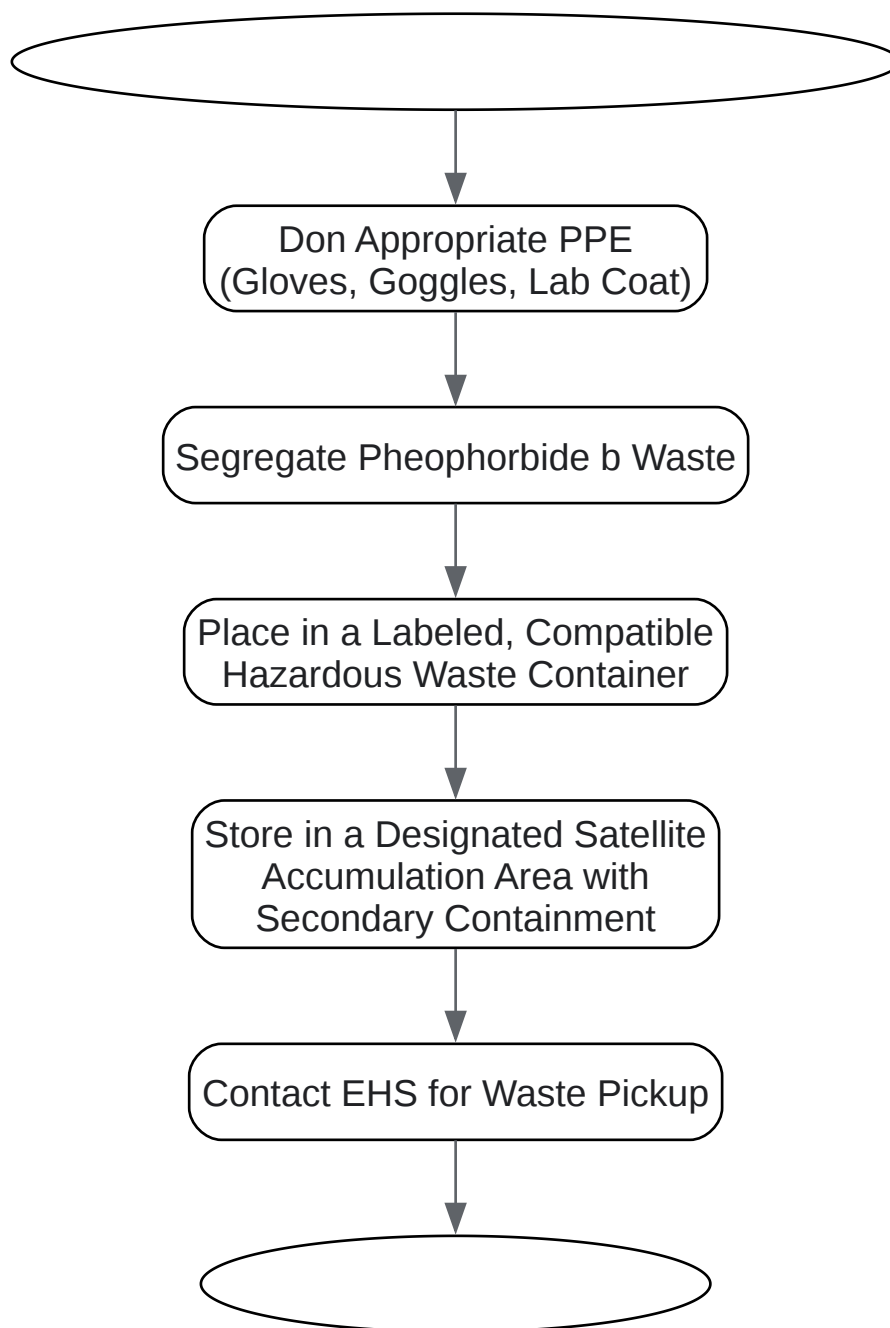 Don Appropriate PPE
(Gloves, Goggles, Lab Coat)
Segregate Pheophorbide b Waste
Place in a Labeled, Compatible
Hazardous Waste Container
Store in a Designated Satellite
Accumulation Area with
Secondary Containment
Contact EHS for Waste Pickup